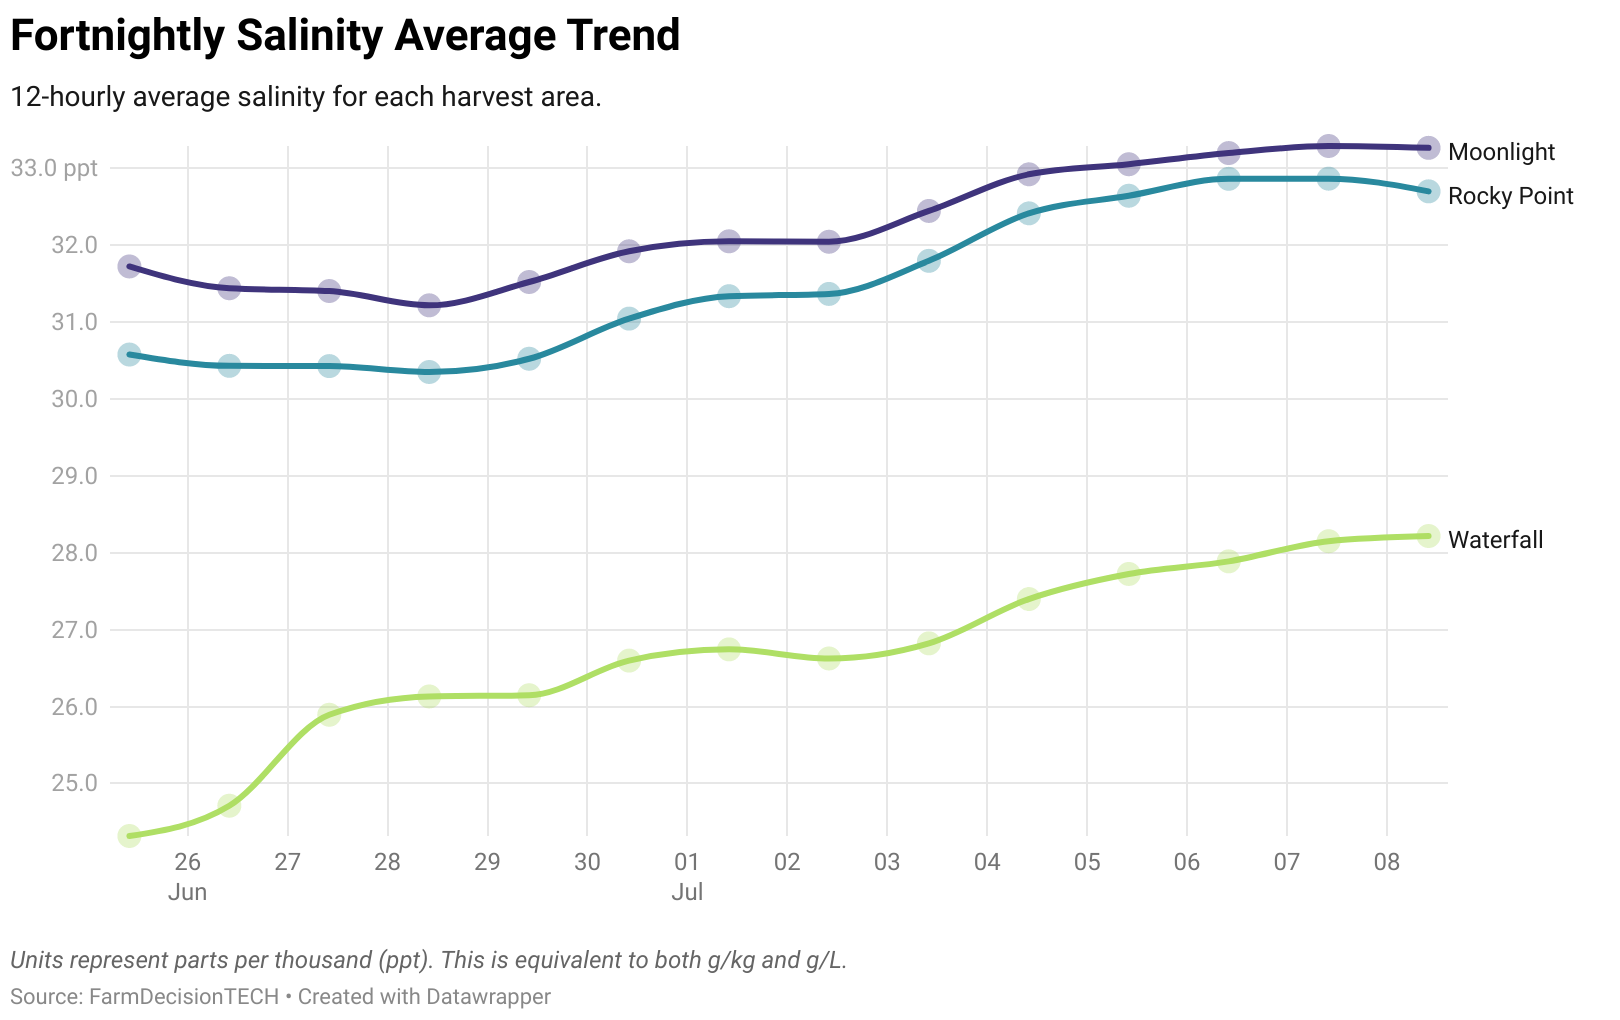 Fortnightly Salinity Average Trend
12-hourly average salinity for each harvest area.
33.0 ppt
32.0
31.0
30.0
29.0
28.0
27.0
26.0
25.0
Moonlight
Rocky Point
Waterfall
26 27 28 29 30 01 02 03 04 05 06 07 08
Jun Jul
Units represent parts per thousand (ppt). This is equivalent to both g/kg and g/L.
Source: FarmDecisionTECH • Created with Datawrapper